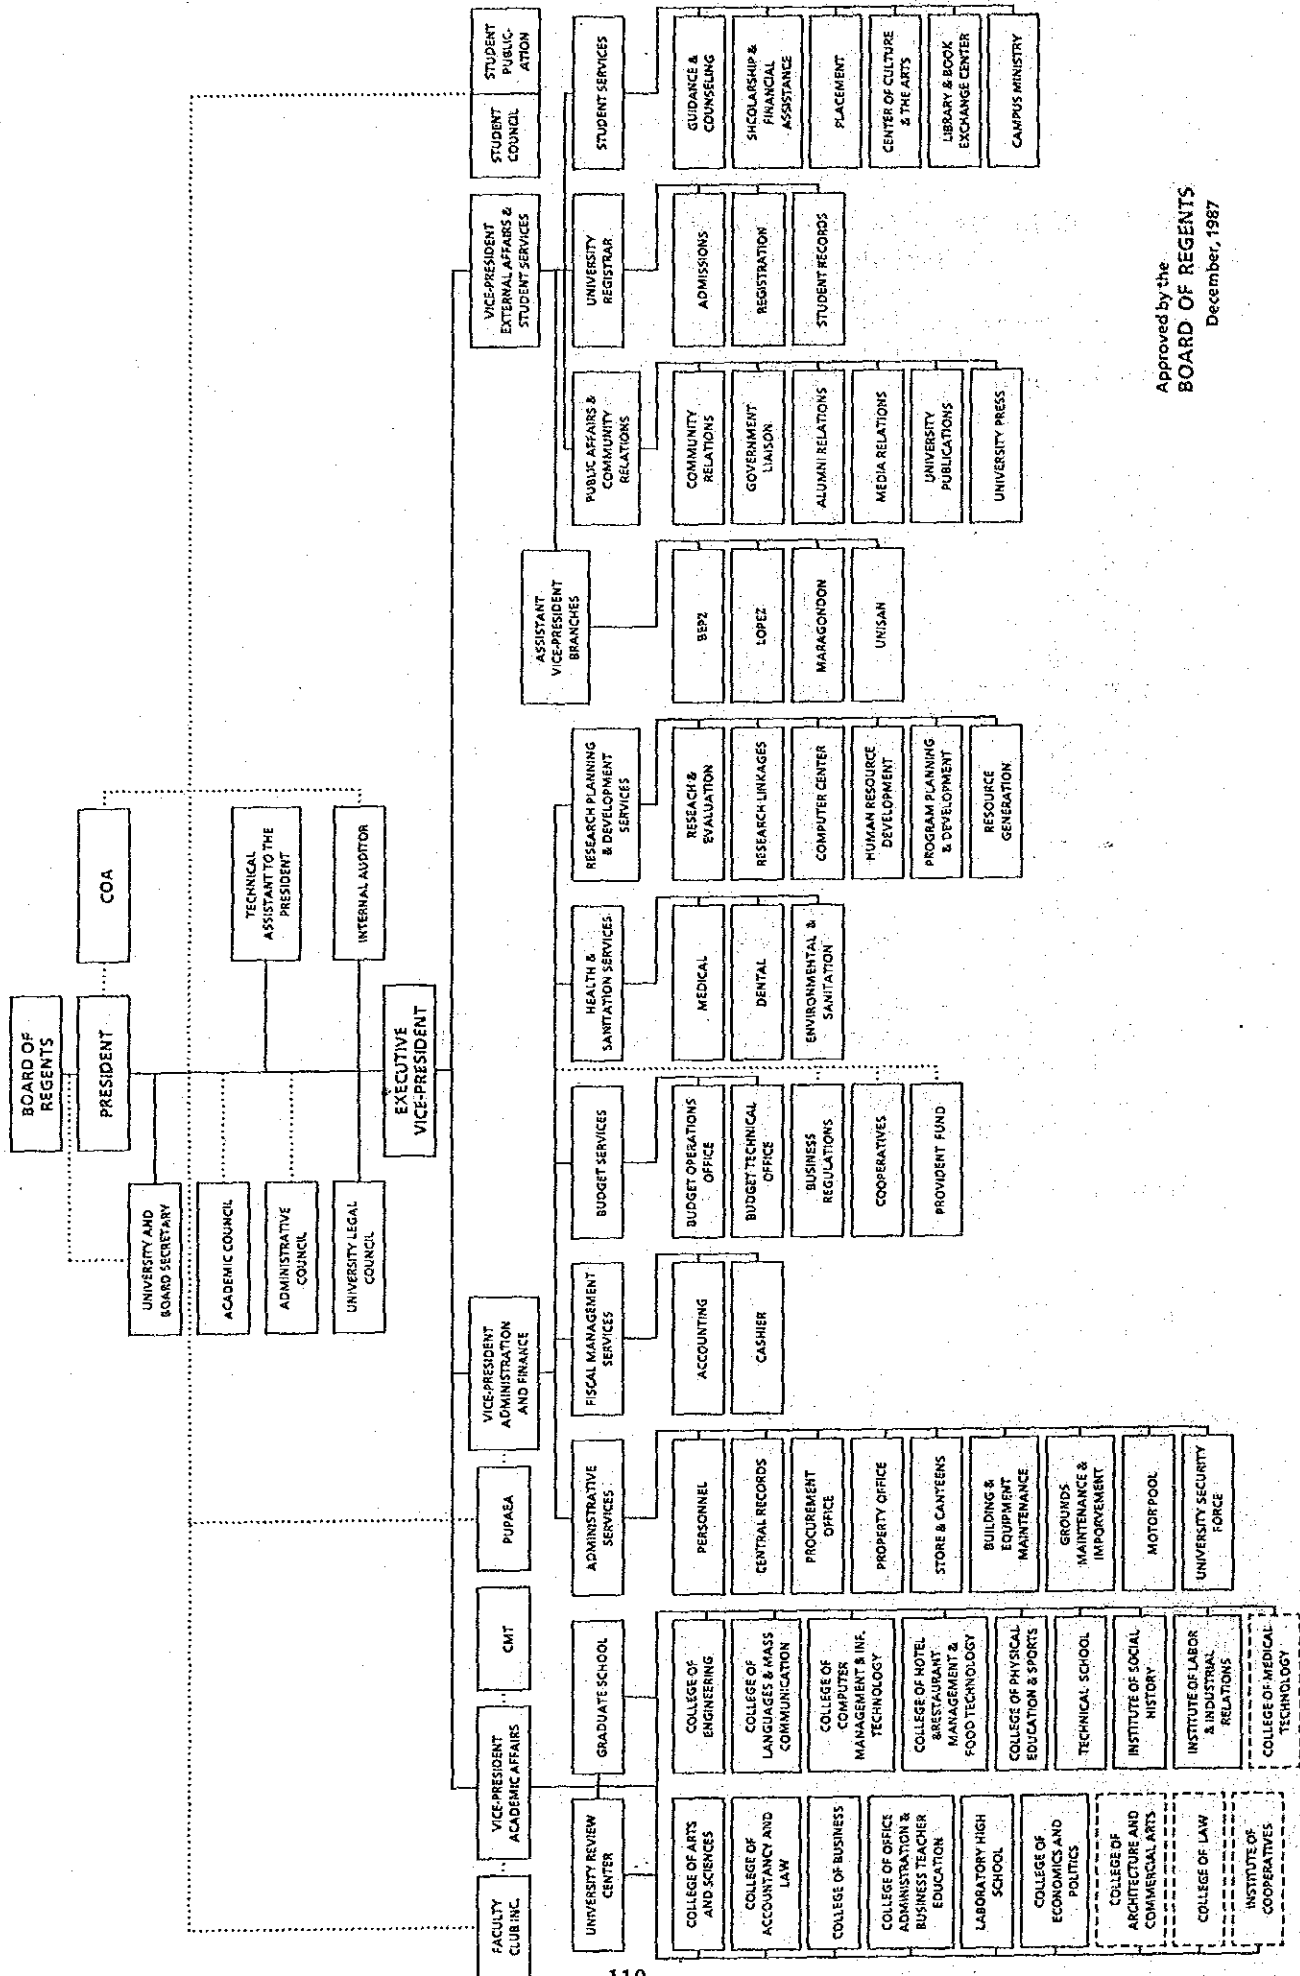 BOARD OF
REGENTS
PRESIDENT
COA
UNIVERSITY AND
BOARD SECRETARY
ACADEMIC COUNCIL
ADMINISTRATIVE
COUNCIL
TECHNICAL
ASSISTANT TO THE
PRESIDENT
UNIVERSITY LEGAL
COUNCIL
INTERNAL AUDITOR
EXECUTIVE
VICE-PRESIDENT
FACULTY
CLUB INC.
VICE-PRESIDENT
ACADEMIC AFFAIRS
CMT
PUPAEA
VICE-PRESIDENT
ADMINISTRATION
AND FINANCE
VICE-PRESIDENT
EXTERNAL AFFAIRS &
STUDENT SERVICES
STUDENT
COUNCIL
STUDENT
PUBLIC-
ATION
ASSISTANT
VICE-PRESIDENT
BRANCHES
UNIVERSITY REVIEW
CENTER
GRADUATE SCHOOL
ADMINISTRATIVE
SERVICES
FISCAL MANAGEMENT
SERVICES
BUDGET SERVICES
HEALTH &
SANITATION SERVICES
RESEARCH PLANNING
& DEVELOPMENT
SERVICES
PUBLIC AFFAIRS &
COMMUNITY
RELATIONS
UNIVERSITY
REGISTRAR
STUDENT SERVICES
COLLEGE OF ARTS
AND SCIENCES
COLLEGE OF
ACCOUNTANCY AND
LAW
COLLEGE OF BUSINESS
COLLEGE OF OFFICE
ADMINISTRATION &
BUSINESS TEACHER
EDUCATION
LABORATORY HIGH
SCHOOL
COLLEGE OF
ECONOMICS AND
POLITICS
COLLEGE OF
ARCHITECTURE AND
COMMERCIAL ARTS
COLLEGE OF LAW
INSTITUTE OF
COOPERATIVES
COLLEGE OF
ENGINEERING
COLLEGE OF
LANGUAGES & MASS
COMMUNICATION
COLLEGE OF
COMPUTER
MANAGEMENT & INF.
TECHNOLOGY
COLLEGE OF HOTEL
&RESTAURANT
MANAGEMENT &
FOOD TECHNOLOGY
COLLEGE OF PHYSICAL
EDUCATION & SPORTS
TECHNICAL SCHOOL
INSTITUTE OF SOCIAL
HISTORY
INSTITUTE OF LABOR
& INDUSTRIAL
RELATIONS
COLLEGE OF MEDICAL
TECHNOLOGY
PERSONNEL
CENTRAL RECORDS
PROCUREMENT
OFFICE
PROPERTY OFFICE
STORE & CANTEENS
BUILDING &
EQUIPMENT
MAINTENANCE
GROUNDS
MAINTENANCE &
IMPORVEMENT
MOTOR POOL
UNIVERSITY SECURITY
FORCE
ACCOUNTING
CASHIER
BUDGET OPERATIONS
OFFICE
BUDGET TECHNICAL
OFFICE
BUSINESS
REGULATIONS
COOPERATIVES
PROVIDENT FUND
MEDICAL
DENTAL
ENVIRONMENTAL &
SANITATION
RESEACH &
EVALUATION
RESEARCH LINKAGES
COMPUTER CENTER
HUMAN RESOURCE
DEVELOPMENT
PROGRAM PLANNING
& DEVELOPMENT
RESOURCE
GENERATION
BEPZ
LOPEZ
MARAGONDON
UNISAN
COMMUNITY
RELATIONS
GOVERNMENT
LIAISON
ALUMNI RELATIONS
MEDIA RELATIONS
UNIVERSITY
PUBLICATIONS
UNIVERSITY PRESS
ADMISSIONS
REGISTRATION
STUDENT RECORDS
GUIDANCE &
COUNSELING
SHCOLARSHIP &
FINANCIAL
ASSISTANCE
PLACEMENT
CENTER OF CULTURE
& THE ARTS
LIBRARY & BOOK
EXCHANGE CENTER
CAMPUS MINISTRY
Approved by the
BOARD OF REGENTS
December, 1987